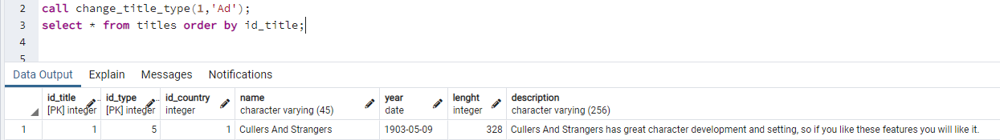 2 call change_title_type(1,'Ad');
3 select * from titles order by id_title;
4
5
Data Output Explain Messages Notifications
id_title id_type id_country name year lenght description
[PK] integer [PK] integer integer character varying (45) date integer character varying (256)
1 1 5 1 Cullers And Strangers 1903-05-09 328 Cullers And Strangers has great character development and setting, so if you like these features you will like it.